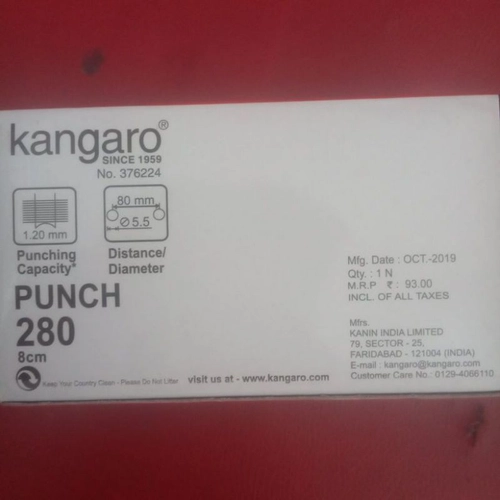 kangaro®
SINCE 1959
No. 376224
1.20 mm
80 mm
⌀5.5
Punching
Capacity*
Distance/
Diameter
PUNCH
280
8cm
Mfg. Date : OCT.-2019
Qty. : 1 N
M.R.P ₹ : 93.00
INCL. OF ALL TAXES
Mfrs.
KANIN INDIA LIMITED
79, SECTOR - 25,
FARIDABAD - 121004 (INDIA)
E-mail : kangaro@kangaro.com
Customer Care No.: 0129-4066110
Keep Your Country Clean - Please Do Not Litter
visit us at - www.kangaro.com